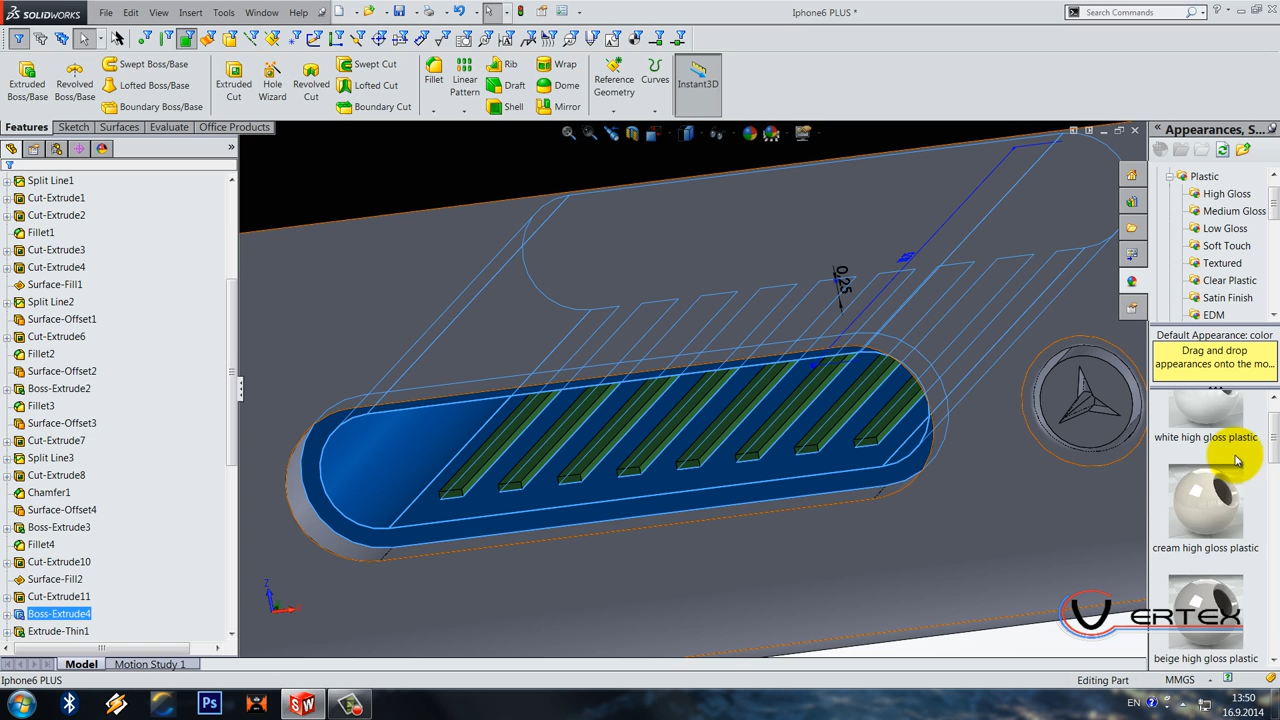 SOLIDWORKS
File Edit View Insert Tools Window Help
Iphone6 PLUS *
Search Commands
Extruded Boss/Base
Revolved Boss/Base
Swept Boss/Base
Lofted Boss/Base
Boundary Boss/Base
Extruded Cut
Hole Wizard
Revolved Cut
Swept Cut
Lofted Cut
Boundary Cut
Fillet
Linear Pattern
Rib
Draft
Shell
Wrap
Dome
Mirror
Reference Geometry
Curves
Instant3D
Features Sketch Surfaces Evaluate Office Products
Appearances, S...
Split Line1
Cut-Extrude1
Cut-Extrude2
Fillet1
Cut-Extrude3
Cut-Extrude4
Surface-Fill1
Split Line2
Surface-Offset1
Cut-Extrude6
Fillet2
Surface-Offset2
Boss-Extrude2
Fillet3
Surface-Offset3
Cut-Extrude7
Split Line3
Cut-Extrude8
Chamfer1
Surface-Offset4
Boss-Extrude3
Fillet4
Cut-Extrude10
Surface-Fill2
Cut-Extrude11
Boss-Extrude4
Extrude-Thin1
0.25
Z
Plastic
High Gloss
Medium Gloss
Low Gloss
Soft Touch
Textured
Clear Plastic
Satin Finish
EDM
Default Appearance: color
Drag and drop
appearances onto the mo...
white high gloss plastic
cream high gloss plastic
VERTEX
beige high gloss plastic
Model Motion Study 1
Iphone6 PLUS
Editing Part
MMGS
Ps
SW
EN
13:50
16.9.2014